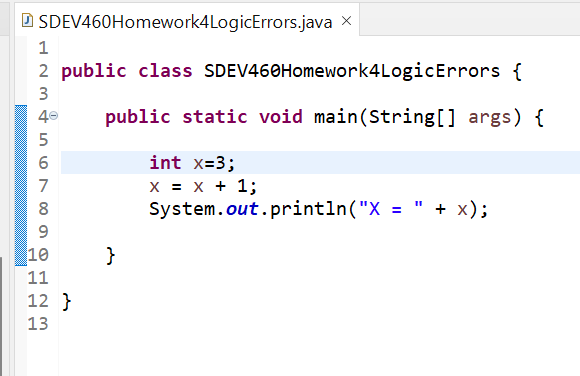 SDEV460Homework4LogicErrors.java
1
2 public class SDEV460Homework4LogicErrors {
3
4 public static void main(String[] args) {
5
6 int x=3;
7 x = x + 1;
8 System.out.println("X = " + x);
9
10 }
11
12 }
13